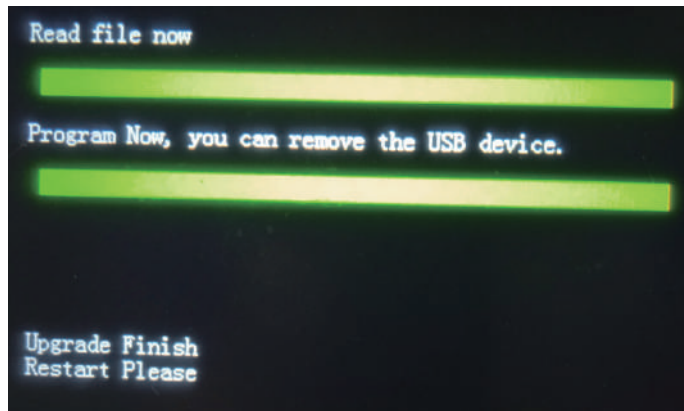 Read file now
Program Now, you can remove the USB device.
Upgrade Finish
Restart Please